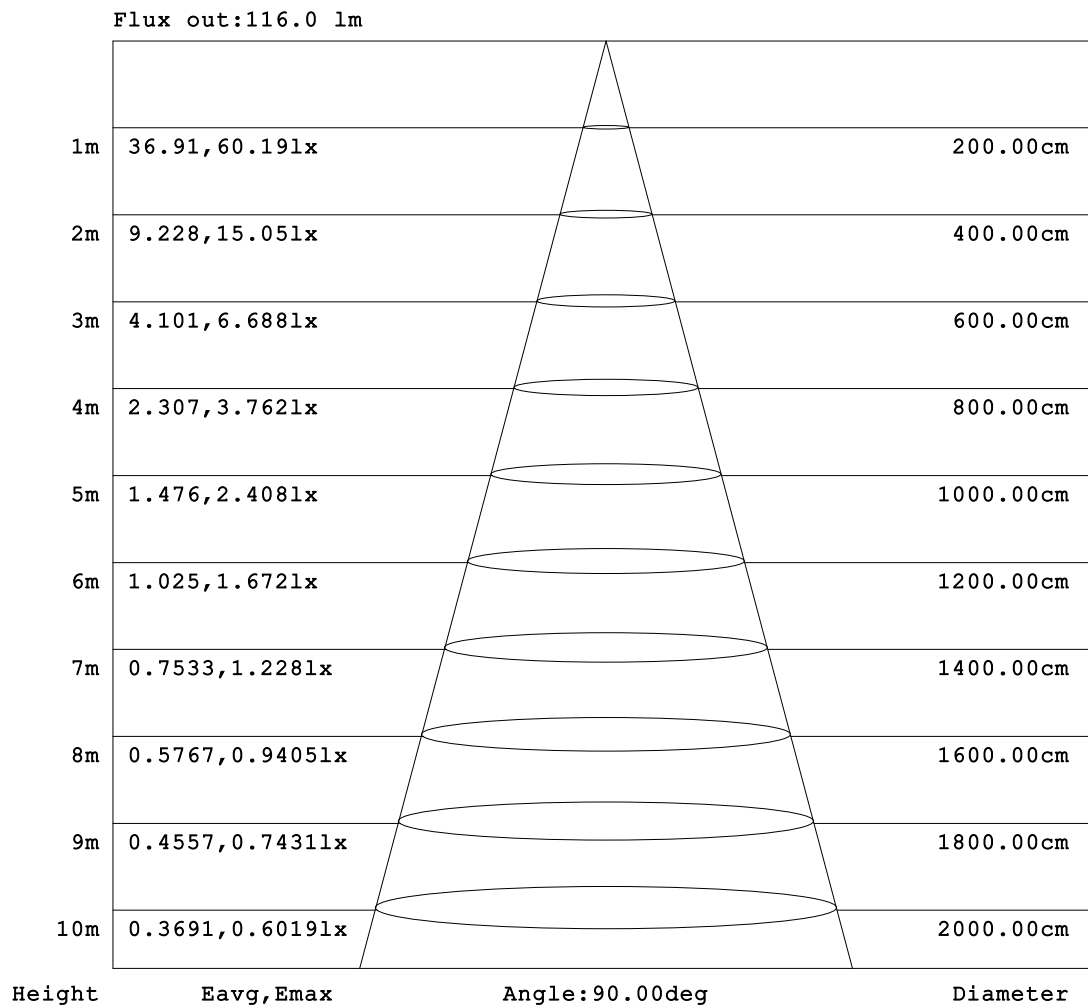 Flux out:116.0 lm
1m 36.91,60.19lx 200.00cm
2m 9.228,15.05lx 400.00cm
3m 4.101,6.688lx 600.00cm
4m 2.307,3.762lx 800.00cm
5m 1.476,2.408lx 1000.00cm
6m 1.025,1.672lx 1200.00cm
7m 0.7533,1.228lx 1400.00cm
8m 0.5767,0.9405lx 1600.00cm
9m 0.4557,0.7431lx 1800.00cm
10m 0.3691,0.6019lx 2000.00cm
Height Eavg,Emax Angle:90.00deg Diameter